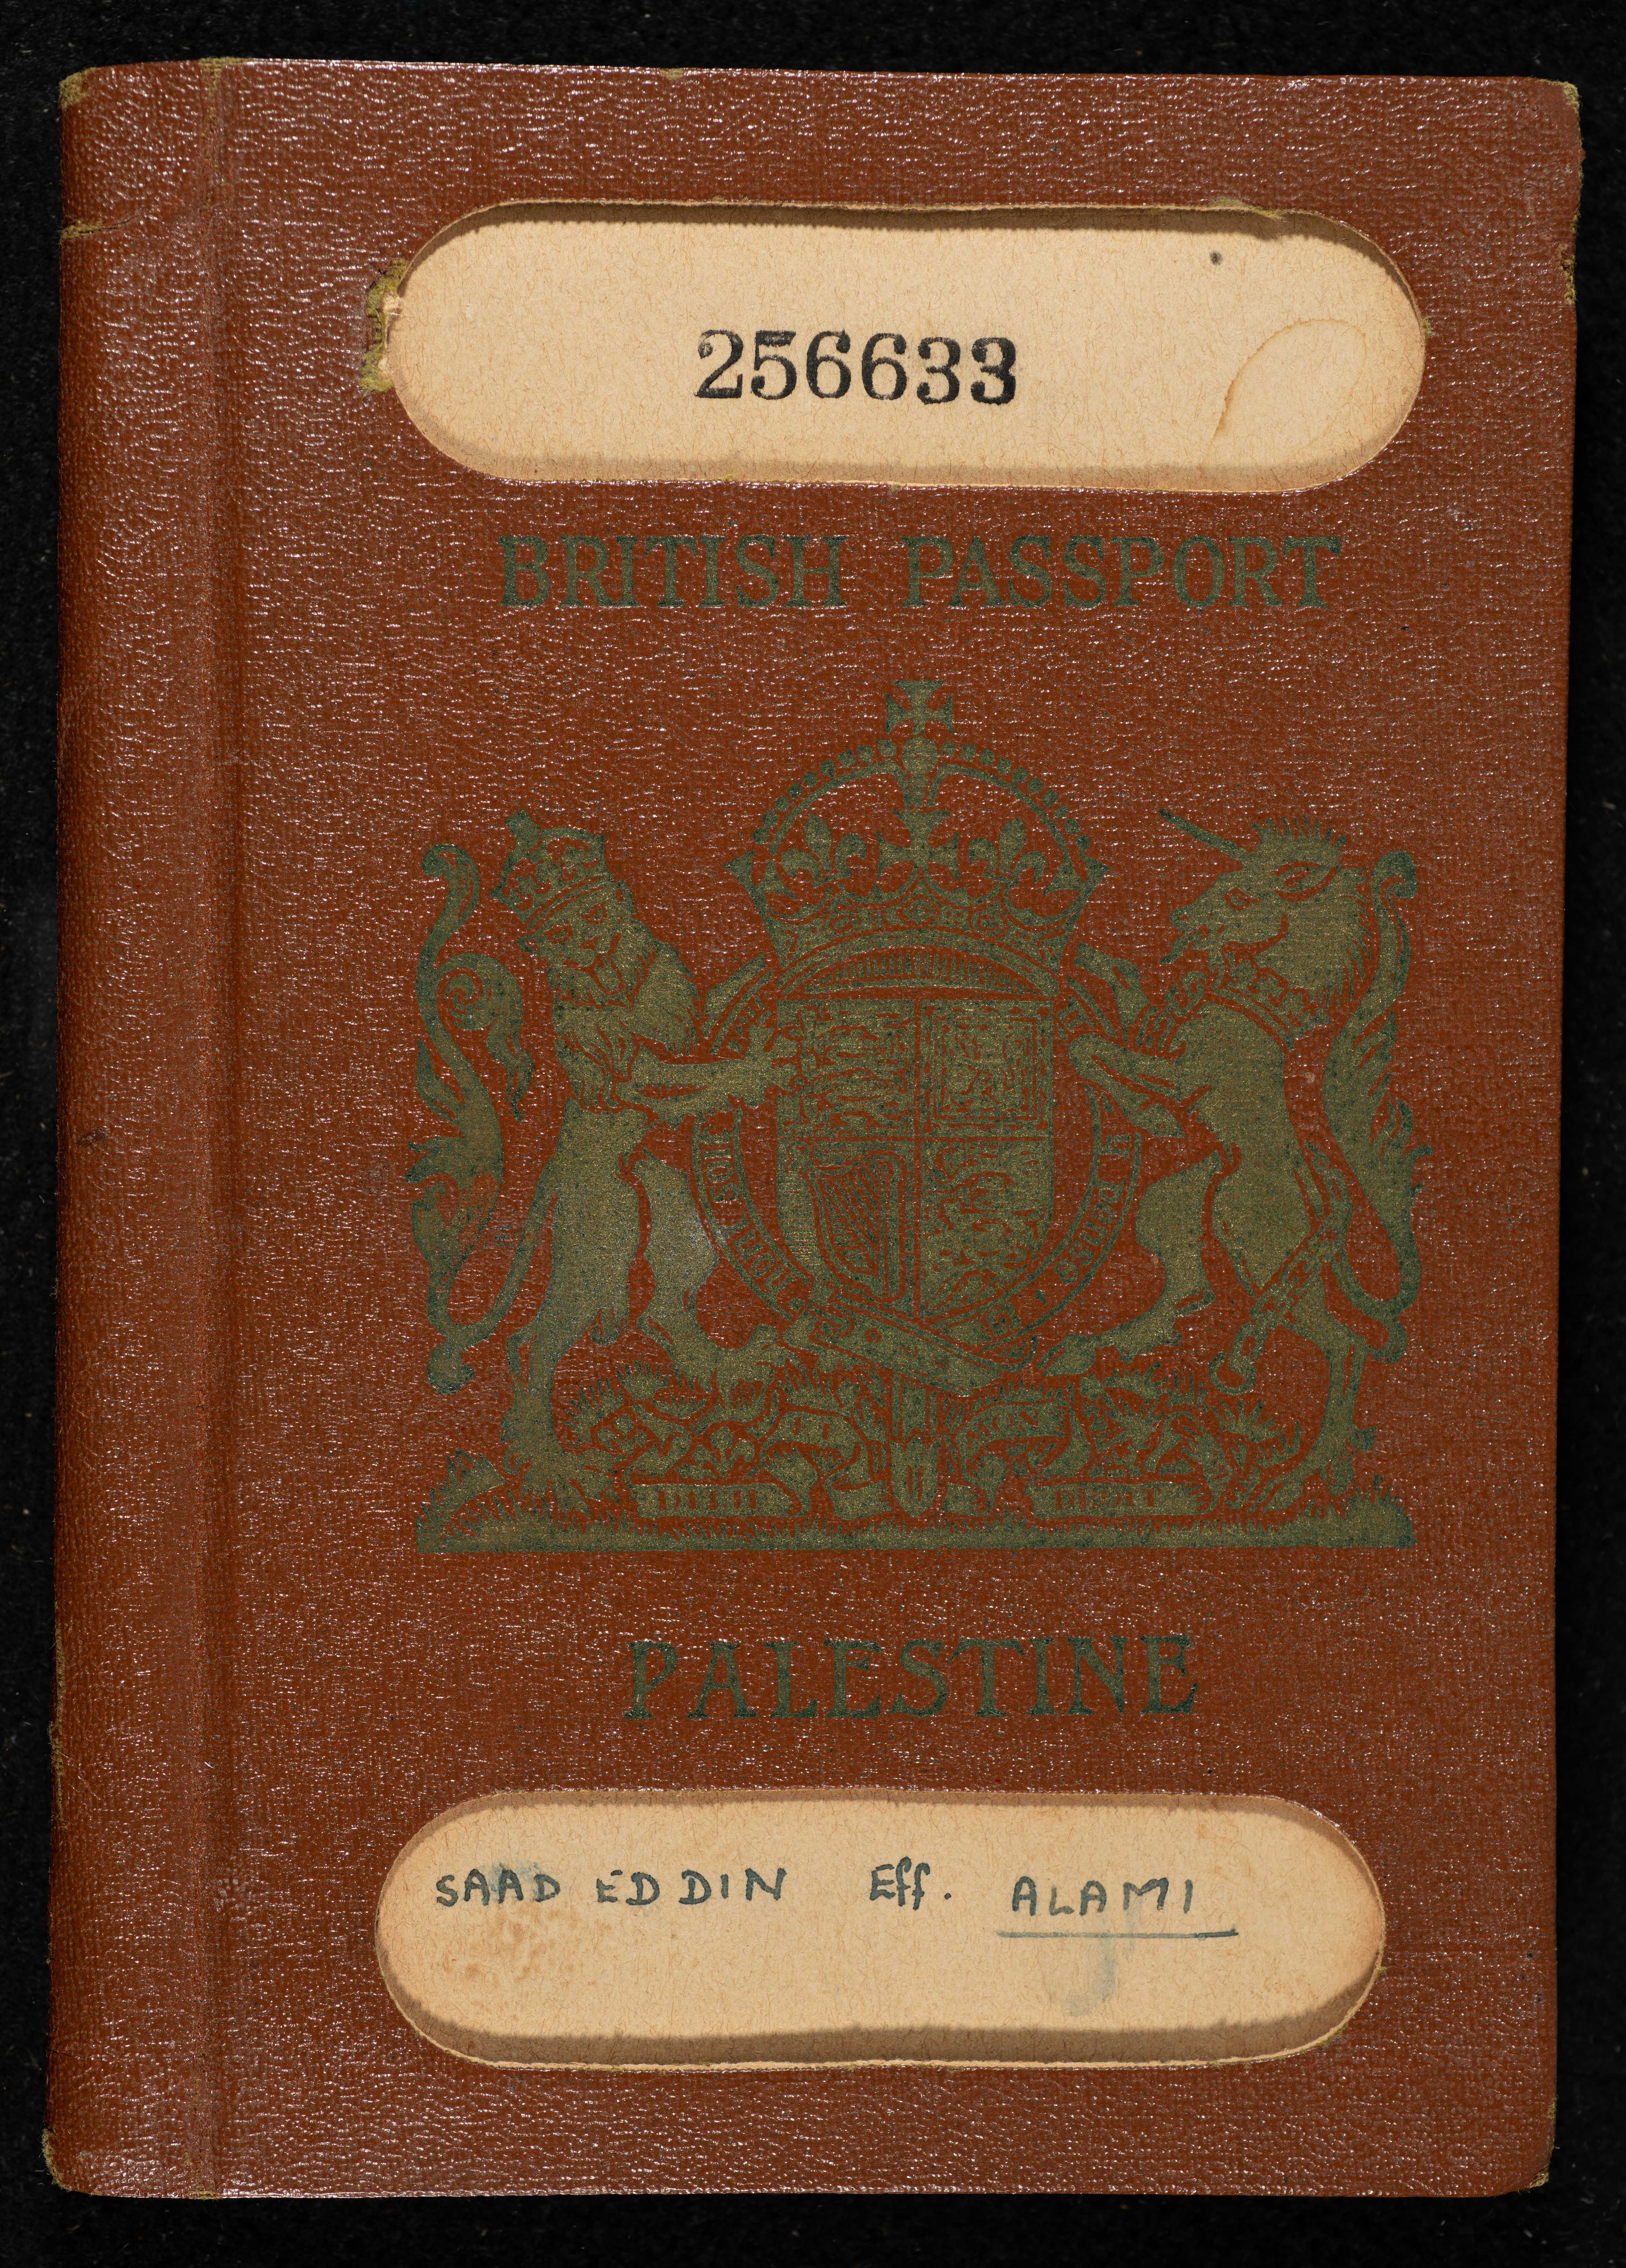 256633
BRITISH PASSPORT
PALESTINE
SAAD EDDIN Eff. ALAMI